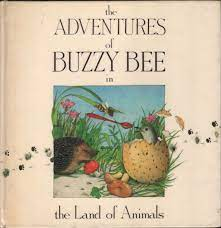 the
ADVENTURES
of
BUZZY BEE
in
the Land of Animals